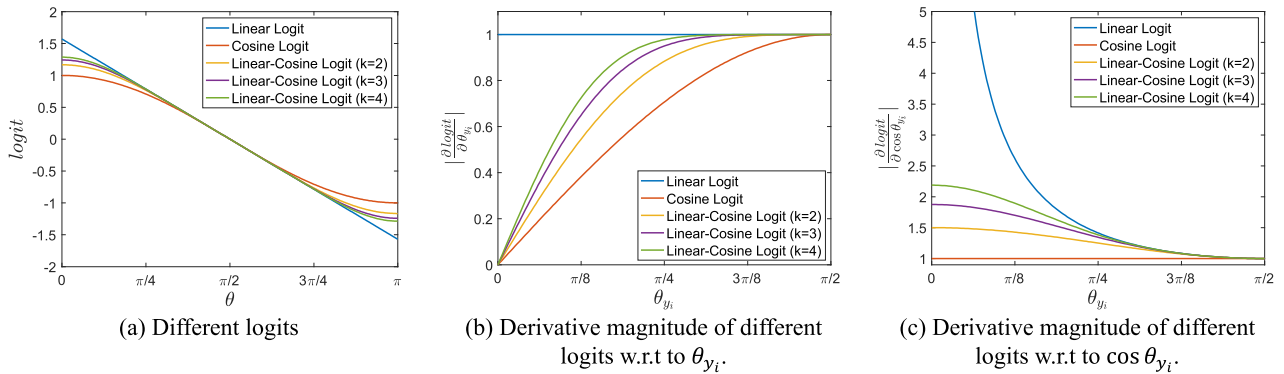 2
1.5
1
0.5
0
-0.5
-1
-1.5
-2
logit
Linear Logit
Cosine Logit
Linear-Cosine Logit (k=2)
Linear-Cosine Logit (k=3)
Linear-Cosine Logit (k=4)
0 π/4 π/2 3π/4 π
θ
(a) Different logits
1
0.8
0.6
0.4
0.2
0
|∂ logit / ∂ θ_{y_i}|
Linear Logit
Cosine Logit
Linear-Cosine Logit (k=2)
Linear-Cosine Logit (k=3)
Linear-Cosine Logit (k=4)
0 π/8 π/4 3π/8 π/2
θ_{y_i}
(b) Derivative magnitude of different
logits w.r.t to θ_{y_i}.
5
4.5
4
3.5
3
2.5
2
1.5
1
|∂ logit / ∂ cos θ_{y_i}|
Linear Logit
Cosine Logit
Linear-Cosine Logit (k=2)
Linear-Cosine Logit (k=3)
Linear-Cosine Logit (k=4)
0 π/8 π/4 3π/8 π/2
θ_{y_i}
(c) Derivative magnitude of different
logits w.r.t to cos θ_{y_i}.